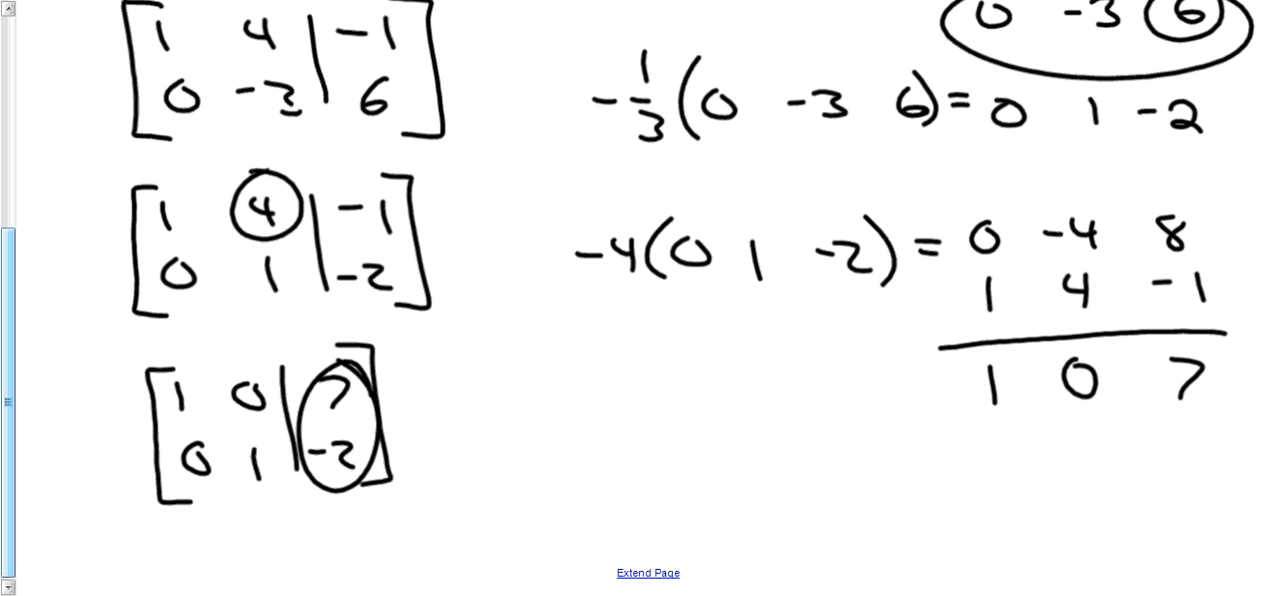 1 4 | -1
0 -3 | 6
1 4 | -1
0 1 | -2
1 0 | 7
0 1 | -2
0 -3 6
-1/3(0 -3 6) = 0 1 -2
-4(0 1 -2) = 0 -4 8
1 4 -1
1 0 7
Extend Page